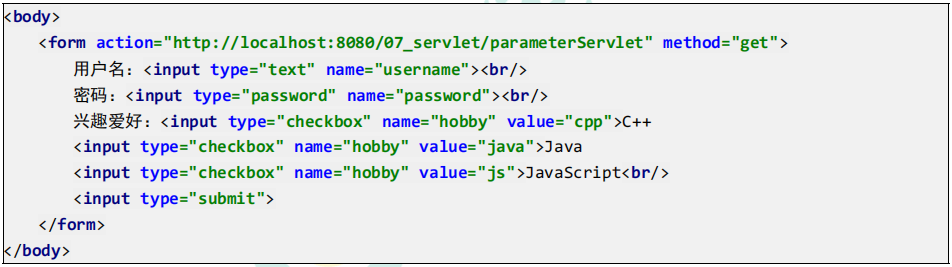 <body>
<form action="http://localhost:8080/07_servlet/parameterServlet" method="get">
用户名：<input type="text" name="username"><br/>
密码：<input type="password" name="password"><br/>
兴趣爱好：<input type="checkbox" name="hobby" value="cpp">C++
<input type="checkbox" name="hobby" value="java">Java
<input type="checkbox" name="hobby" value="js">JavaScript<br/>
<input type="submit">
</form>
</body>